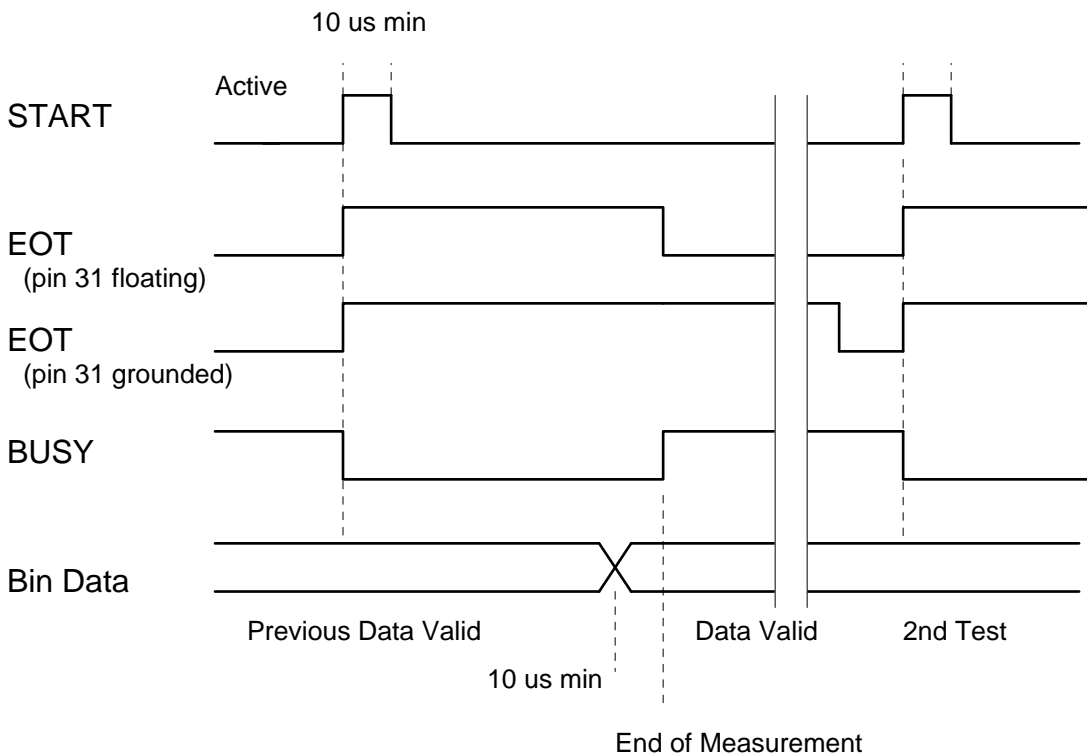 10 us min
Active
START
EOT
(pin 31 floating)
EOT
(pin 31 grounded)
BUSY
Bin Data
Previous Data Valid
Data Valid
2nd Test
10 us min
End of Measurement